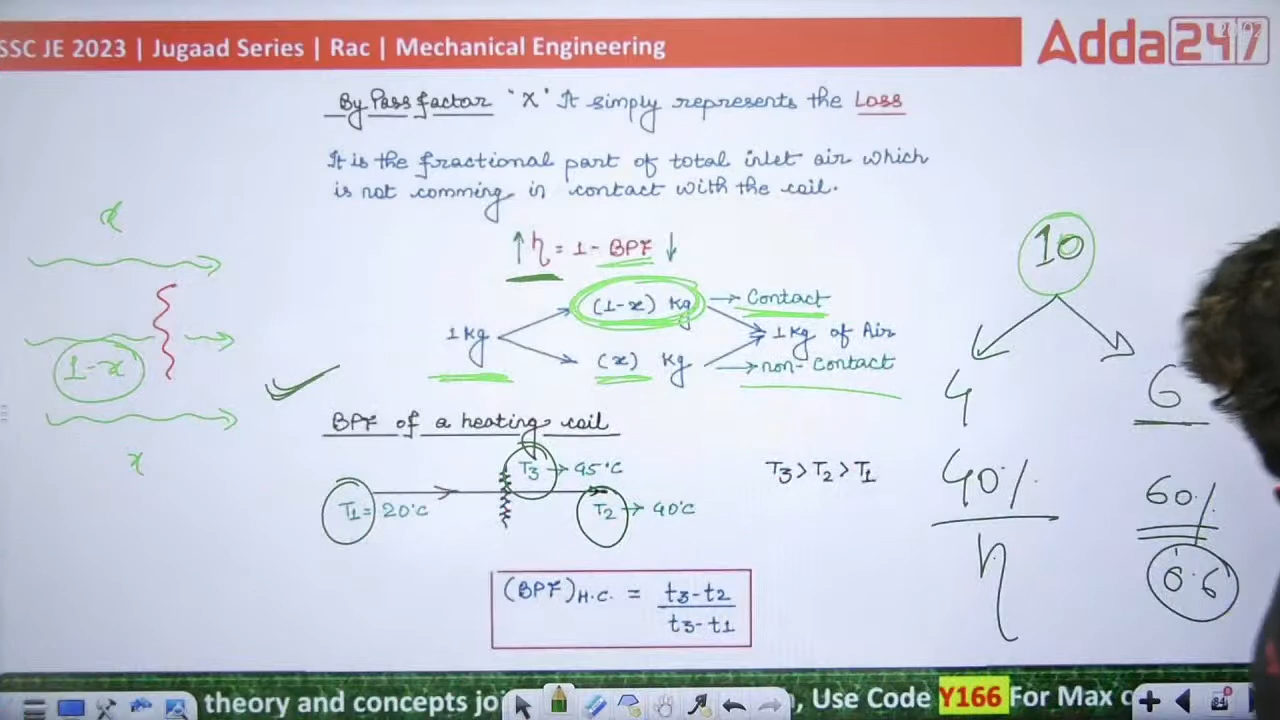 SSC JE 2023 | Jugaad Series | Rac | Mechanical Engineering
Adda247
By Pass factor "X" It simply represents the Loss
It is the fractional part of total inlet air which
is not comming in contact with the coil.
x
↑ η = 1 - BPF ↓
10
(1-x) Kg → Contact
1 Kg
1 Kg of Air
1-x
(x) Kg → non-Contact
4
6
BPF of a heating coil
x
T3 → 45°C
T3 > T2 > T1
40%
60%
T1 = 20°C
T2 → 40°C
η
0.6
(BPF)H.C. = t3-t2
t3-t1
theory and concepts
, Use Code Y166 For Max
84